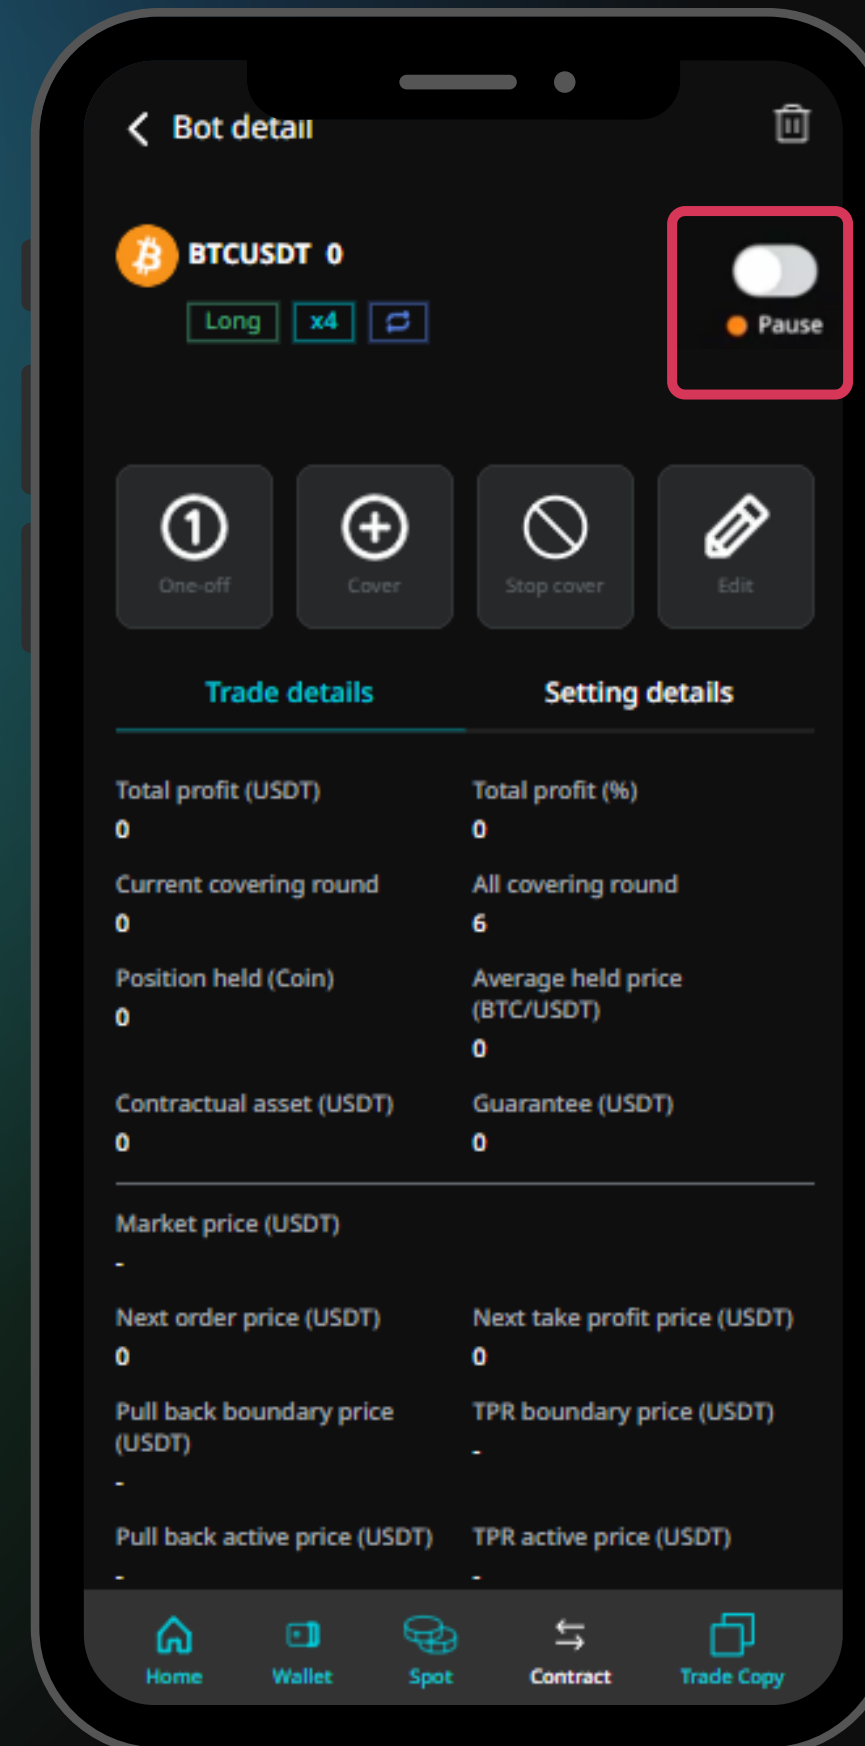 Bot detail
BTCUSDT 0
Long x4
Pause
One-off Cover Stop cover Edit
Trade details Setting details
Total profit (USDT) Total profit (%)
0 0
Current covering round All covering round
0 6
Position held (Coin) Average held price
(BTC/USDT)
0 0
Contractual asset (USDT) Guarantee (USDT)
0 0
Market price (USDT)
-
Next order price (USDT) Next take profit price (USDT)
0 0
Pull back boundary price TPR boundary price (USDT)
(USDT) -
-
Pull back active price (USDT) TPR active price (USDT)
- -
Home Wallet Spot Contract Trade Copy